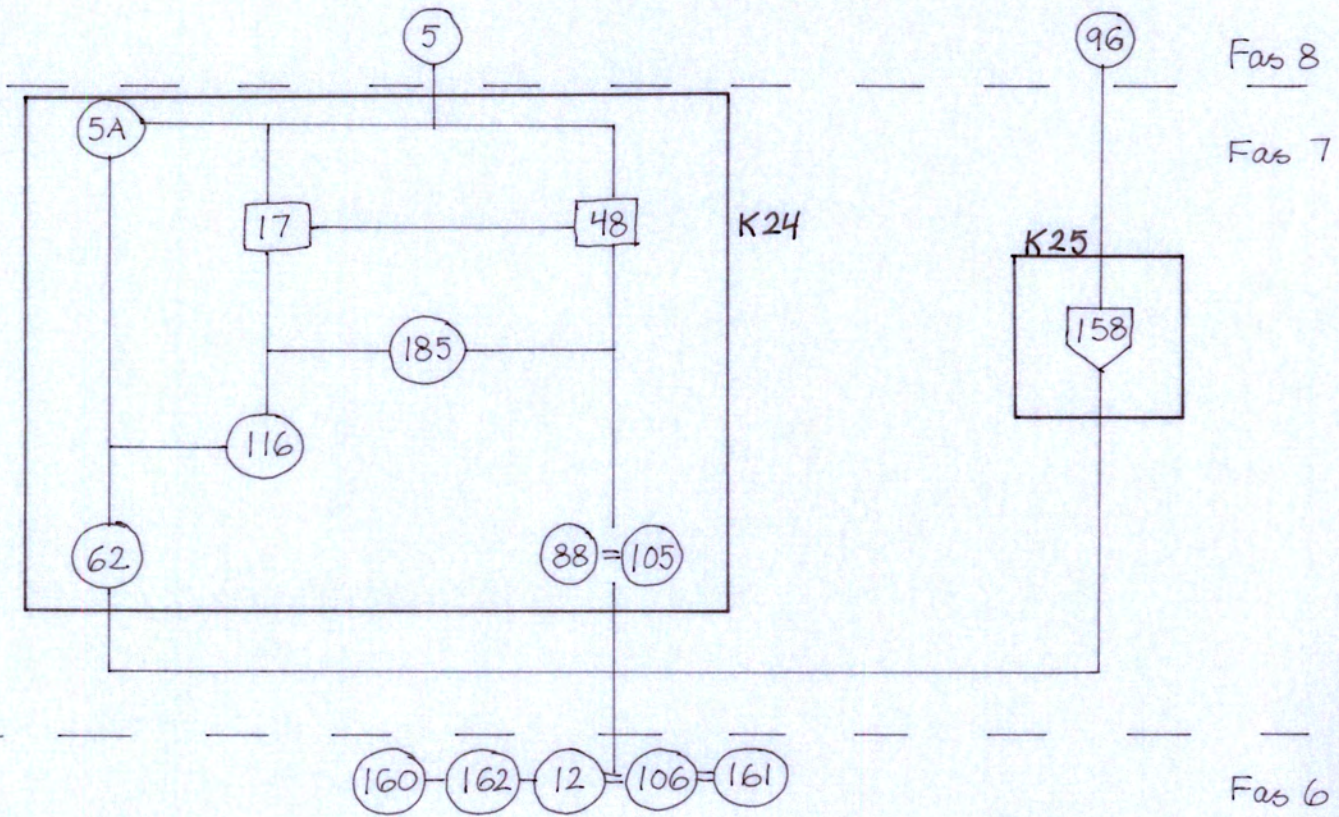 5 96 Fas 8
5A Fas 7
17 48 K24 K25
185 158
116
62 88 = 105
160 162 12 = 106 = 161 Fas 6